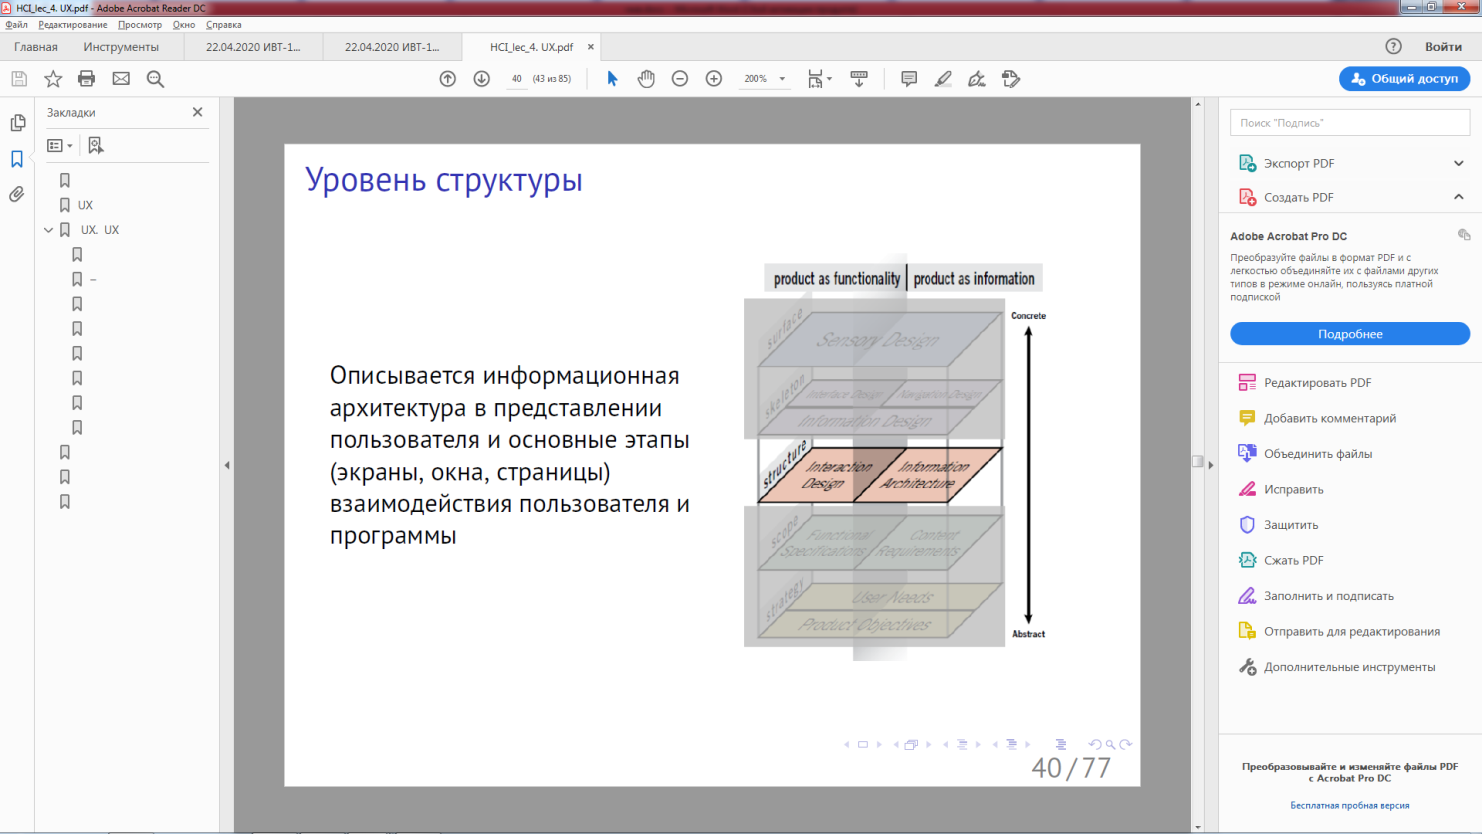 HCI_lec_4. UX.pdf - Adobe Acrobat Reader DC
Файл Редактирование Просмотр Окно Справка
Главная Инструменты 22.04.2020 ИВТ-1... 22.04.2020 ИВТ-1... HCI_lec_4. UX.pdf × ? Войти
40 (43 из 85) 200% Общий доступ
Закладки
UX
UX. UX
–
Уровень структуры
Описывается информационная
архитектура в представлении
пользователя и основные этапы
(экраны, окна, страницы)
взаимодействия пользователя и
программы
product as functionality product as information
Concrete
surface
Sensory Design
skeleton
Interface Design Navigation Design
Information Design
structure
Interaction Design
Information Architecture
scope
Functional Specifications
Content Requirements
strategy
User Needs
Product Objectives
Abstract
40/77
Поиск "Подпись"
Экспорт PDF
Создать PDF
Adobe Acrobat Pro DC
Преобразуйте файлы в формат PDF и с
легкостью объединяйте их с файлами других
типов в режиме онлайн, пользуясь платной
подпиской
Подробнее
Редактировать PDF
Добавить комментарий
Объединить файлы
Исправить
Защитить
Сжать PDF
Заполнить и подписать
Отправить для редактирования
Дополнительные инструменты
Преобразовывайте и изменяйте файлы PDF
с Acrobat Pro DC
Бесплатная пробная версия